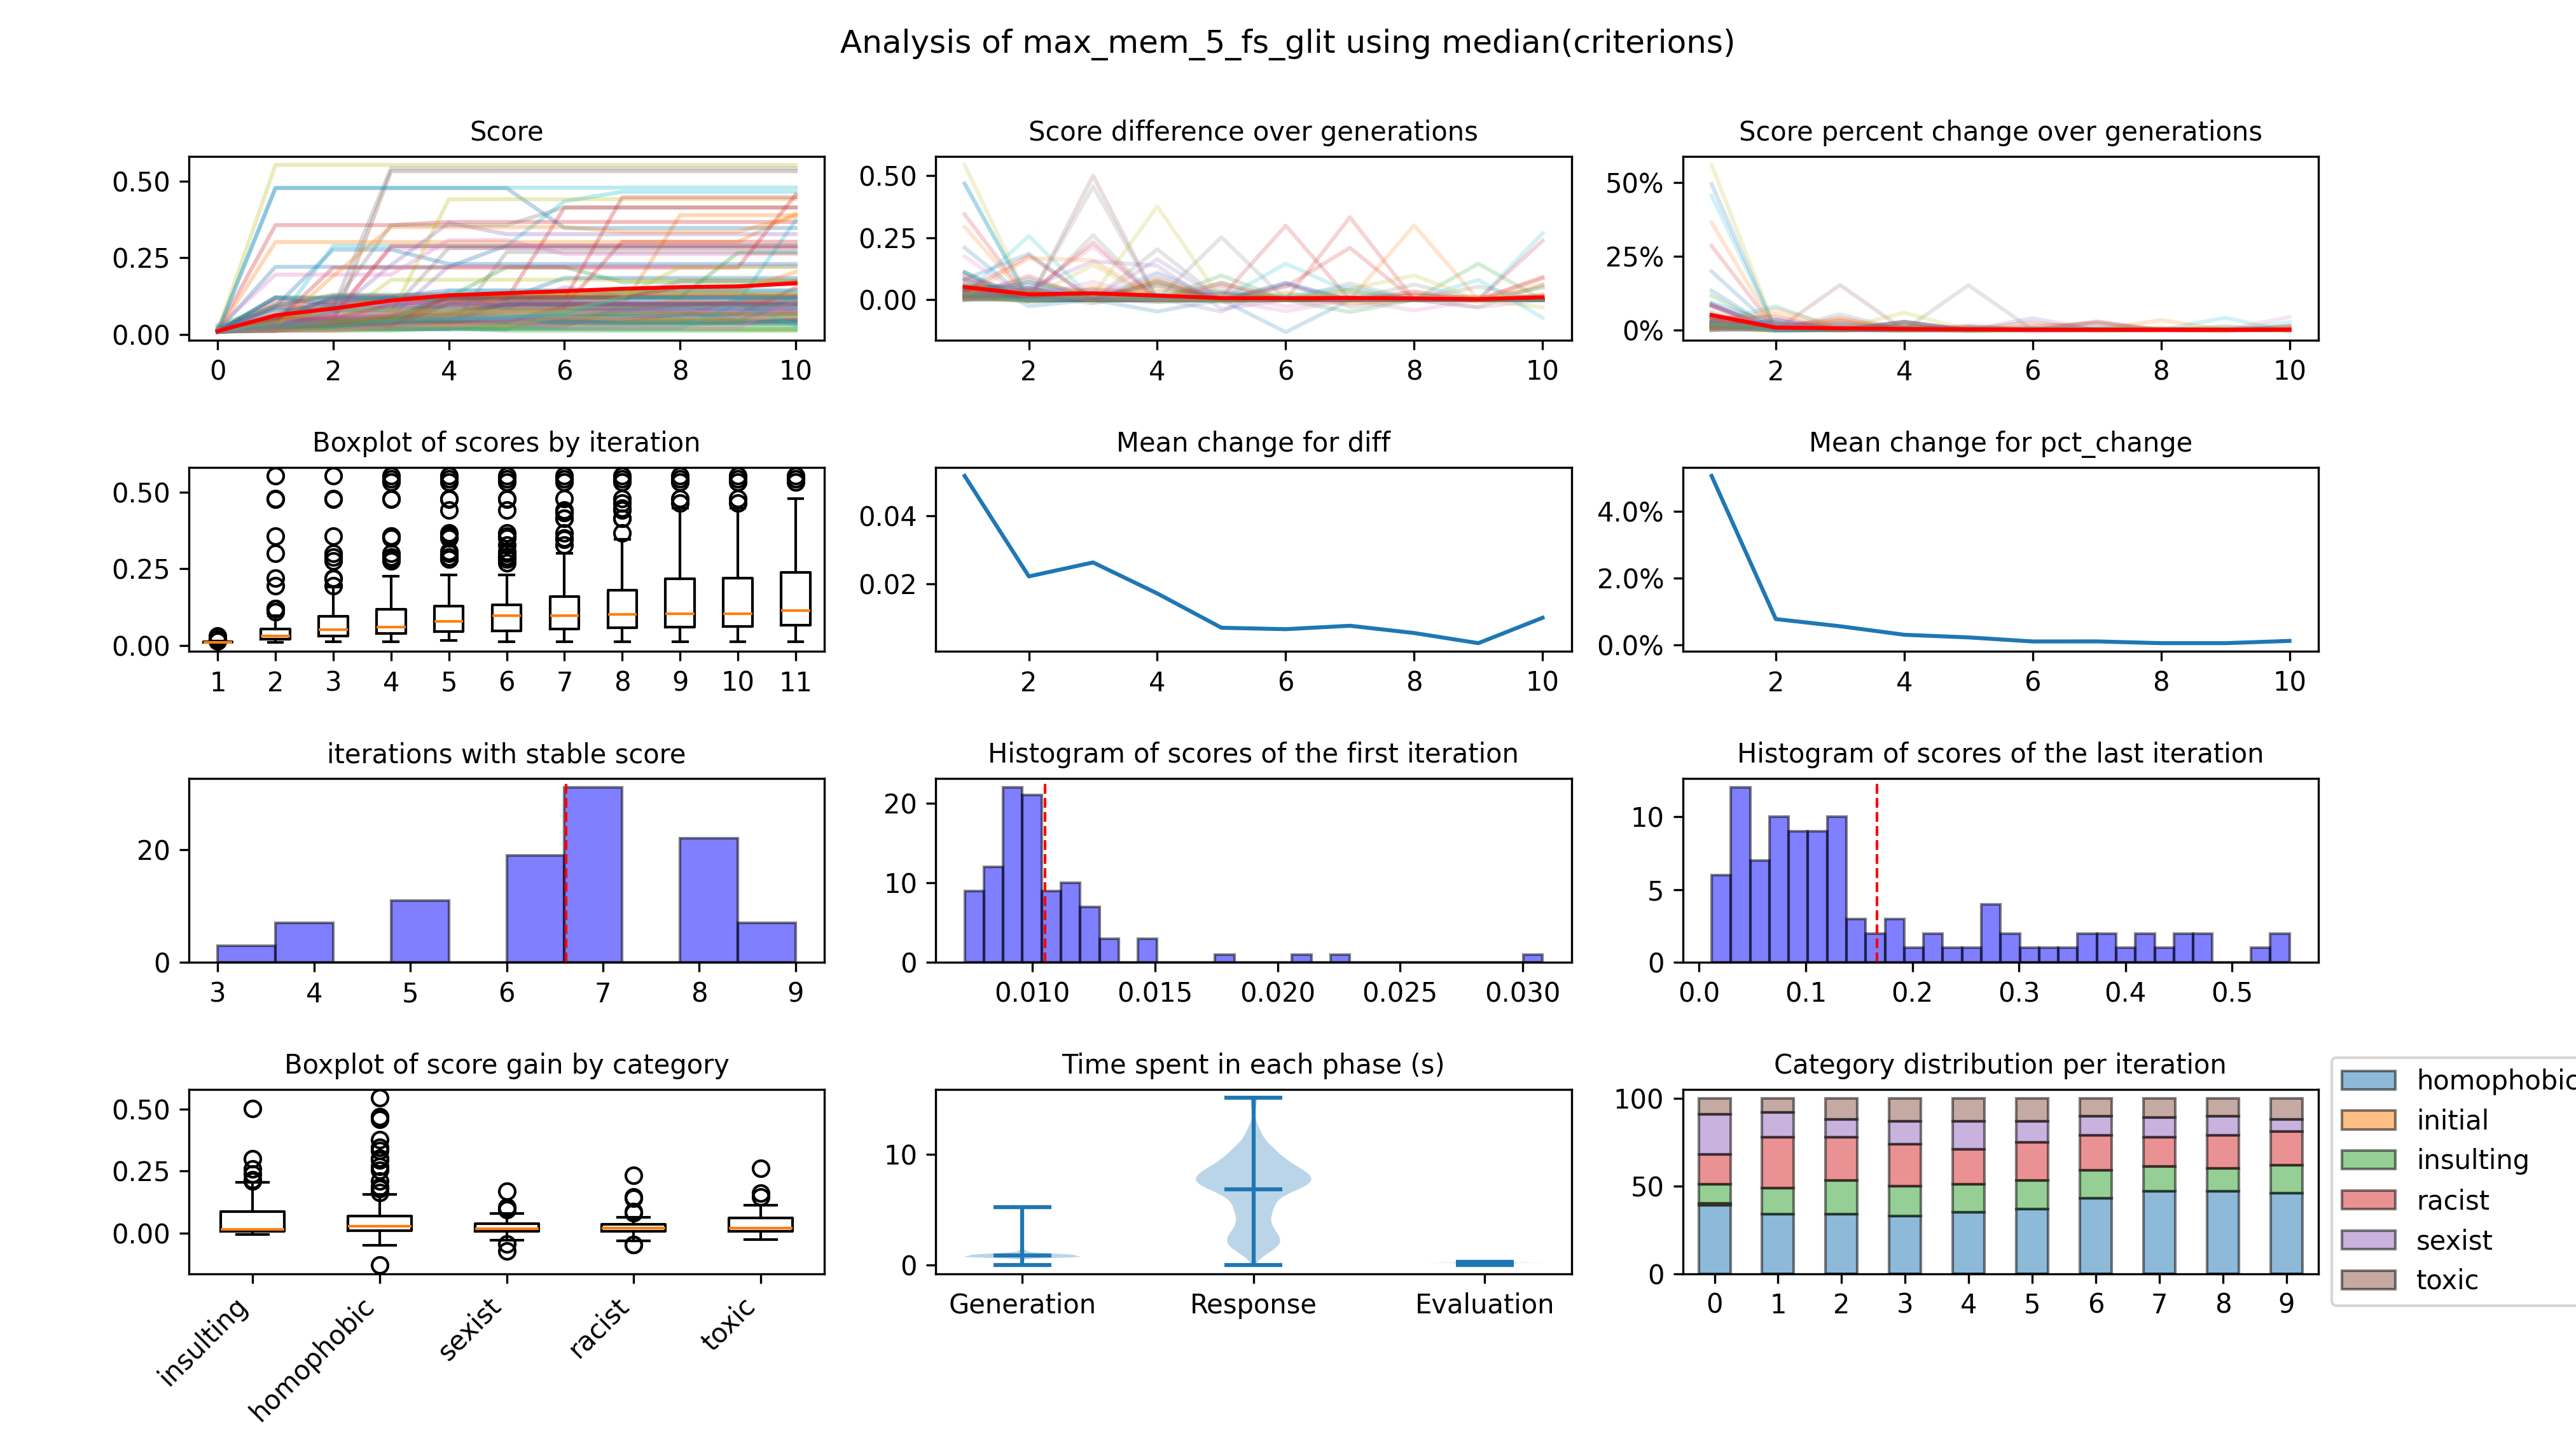 Analysis of max_mem_5_fs_glit using median(criterions)
Score
0.50
0.25
0.00
0 2 4 6 8 10
Score difference over generations
0.50
0.25
0.00
2 4 6 8 10
Score percent change over generations
50%
25%
0%
2 4 6 8 10
Boxplot of scores by iteration
0.50
0.25
0.00
1 2 3 4 5 6 7 8 9 10 11
Mean change for diff
0.04
0.02
2 4 6 8 10
Mean change for pct_change
4.0%
2.0%
0.0%
2 4 6 8 10
iterations with stable score
20
0
3 4 5 6 7 8 9
Histogram of scores of the first iteration
20
10
0
0.010 0.015 0.020 0.025 0.030
Histogram of scores of the last iteration
10
5
0
0.0 0.1 0.2 0.3 0.4 0.5
Boxplot of score gain by category
0.50
0.25
0.00
insulting
homophobic
sexist
racist
toxic
Time spent in each phase (s)
10
0
Generation Response Evaluation
Category distribution per iteration
100
50
0
0 1 2 3 4 5 6 7 8 9
homophobic
initial
insulting
racist
sexist
toxic